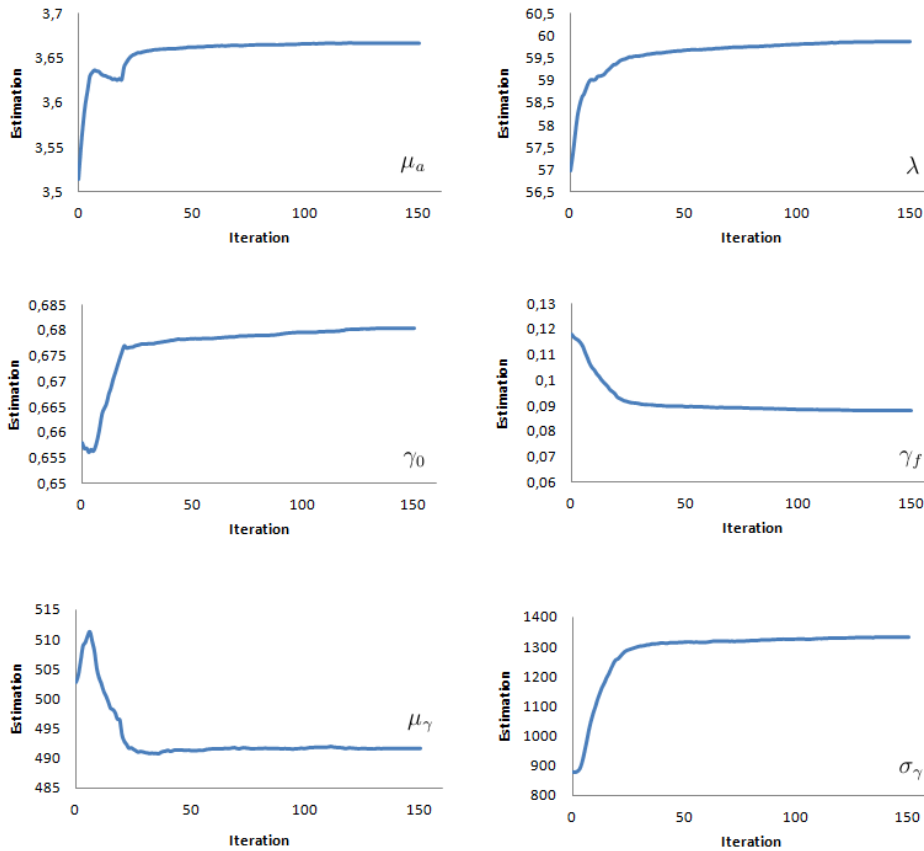 3,7
3,65
3,6
3,55
3,5
Estimation
0 50 100 150
Iteration
μₐ
60,5
60
59,5
59
58,5
58
57,5
57
56,5
Estimation
0 50 100 150
Iteration
λ
0,685
0,68
0,675
0,67
0,665
0,66
0,655
0,65
Estimation
0 50 100 150
Iteration
γ₀
0,13
0,12
0,11
0,1
0,09
0,08
0,07
0,06
Estimation
0 50 100 150
Iteration
γ_f
515
510
505
500
495
490
485
Estimation
0 50 100 150
Iteration
μᵧ
1400
1300
1200
1100
1000
900
800
Estimation
0 50 100 150
Iteration
σᵧ